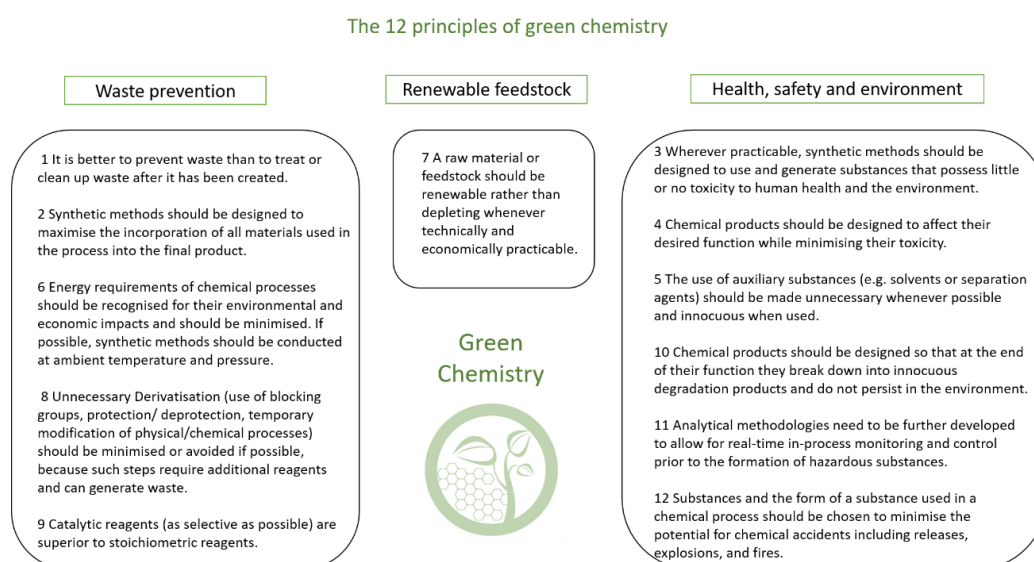 The 12 principles of green chemistry
Waste prevention
1 It is better to prevent waste than to treat or
clean up waste after it has been created.
2 Synthetic methods should be designed to
maximise the incorporation of all materials used in
the process into the final product.
6 Energy requirements of chemical processes
should be recognised for their environmental and
economic impacts and should be minimised. If
possible, synthetic methods should be conducted
at ambient temperature and pressure.
8 Unnecessary Derivatisation (use of blocking
groups, protection/ deprotection, temporary
modification of physical/chemical processes)
should be minimised or avoided if possible,
because such steps require additional reagents
and can generate waste.
9 Catalytic reagents (as selective as possible) are
superior to stoichiometric reagents.
Renewable feedstock
7 A raw material or
feedstock should be
renewable rather than
depleting whenever
technically and
economically practicable.
Green
Chemistry
Health, safety and environment
3 Wherever practicable, synthetic methods should be
designed to use and generate substances that possess little
or no toxicity to human health and the environment.
4 Chemical products should be designed to affect their
desired function while minimising their toxicity.
5 The use of auxiliary substances (e.g. solvents or separation
agents) should be made unnecessary whenever possible
and innocuous when used.
10 Chemical products should be designed so that at the end
of their function they break down into innocuous
degradation products and do not persist in the environment.
11 Analytical methodologies need to be further developed
to allow for real-time in-process monitoring and control
prior to the formation of hazardous substances.
12 Substances and the form of a substance used in a
chemical process should be chosen to minimise the
potential for chemical accidents including releases,
explosions, and fires.